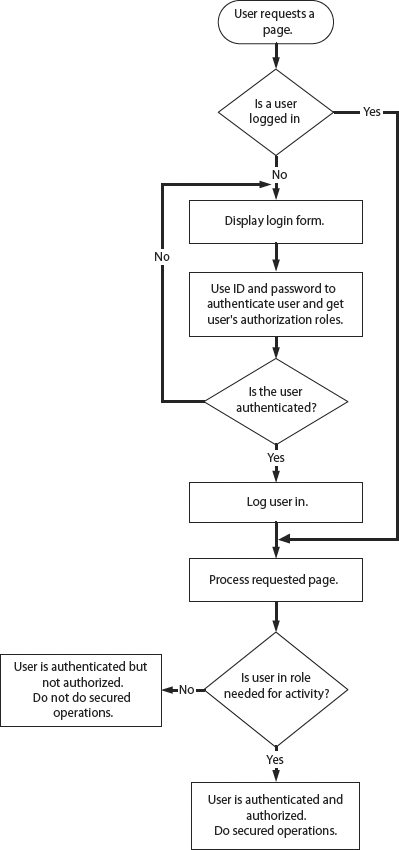 User requests a
page.
Is a user
logged in
Yes
No
Display login form.
No
Use ID and password to
authenticate user and get
user's authorization roles.
Is the user
authenticated?
Yes
Log user in.
Process requested page.
Is user in role
needed for activity?
No
User is authenticated but
not authorized.
Do not do secured
operations.
Yes
User is authenticated and
authorized.
Do secured operations.